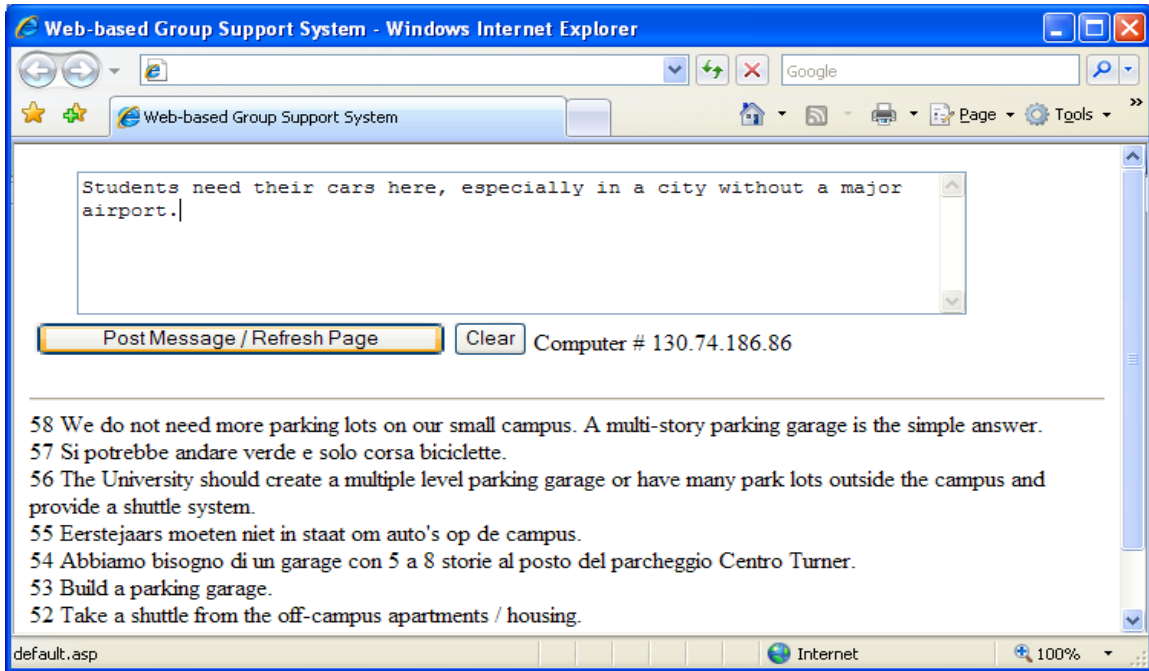 Web-based Group Support System - Windows Internet Explorer
Google
Web-based Group Support System
Page
Tools
»
Students need their cars here, especially in a city without a major
airport.
Post Message / Refresh Page
Clear
Computer # 130.74.186.86
58 We do not need more parking lots on our small campus. A multi-story parking garage is the simple answer.
57 Si potrebbe andare verde e solo corsa biciclette.
56 The University should create a multiple level parking garage or have many park lots outside the campus and
provide a shuttle system.
55 Eerstejaars moeten niet in staat om auto's op de campus.
54 Abbiamo bisogno di un garage con 5 a 8 storie al posto del parcheggio Centro Turner.
53 Build a parking garage.
52 Take a shuttle from the off-campus apartments / housing.
default.asp
Internet
100%